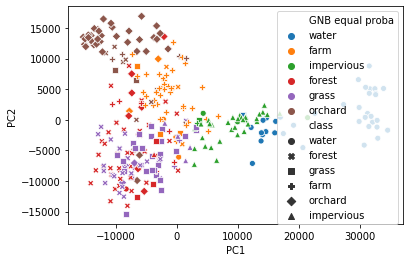 GNB equal proba
water
farm
impervious
forest
grass
orchard
class
water
forest
grass
farm
orchard
impervious
15000
10000
5000
0
−5000
−10000
−15000
PC2
−10000 0 10000 20000 30000
PC1